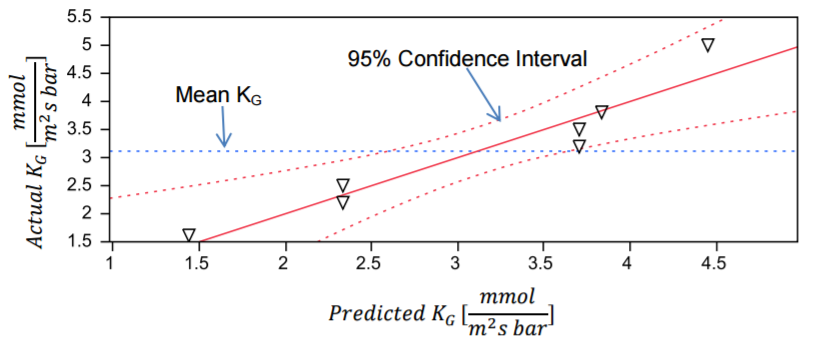 5.5
5
4.5
4
3.5
3
2.5
2
1.5
Actual K_G [mmol/m²s bar]
95% Confidence Interval
Mean K_G
1 1.5 2 2.5 3 3.5 4 4.5
Predicted K_G [mmol/m²s bar]